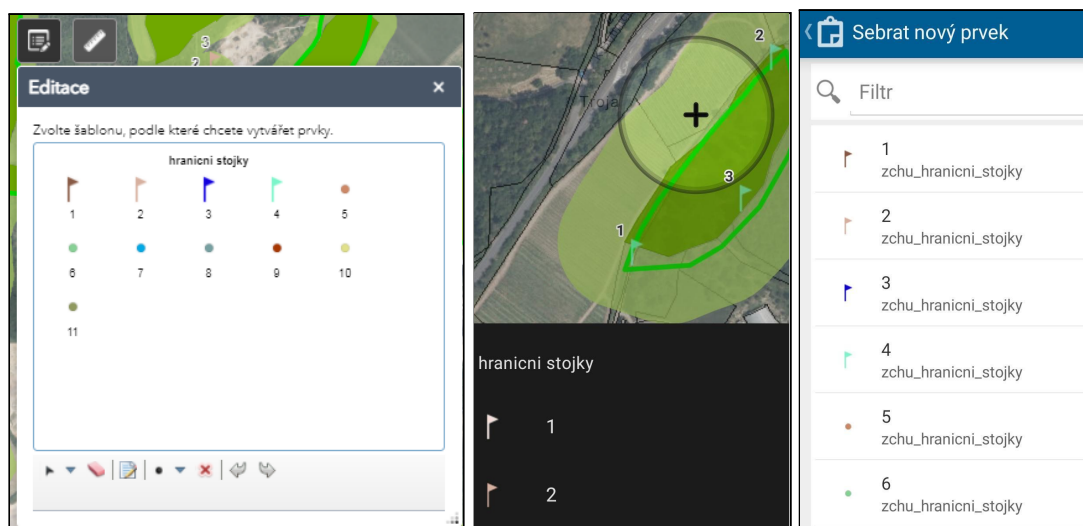 3
2
Editace ×
Zvolte šablonu, podle které chcete vytvářet prvky.
hranicni stojky
1 2 3 4 5
6 7 8 9 10
11
2
Troja
3
1
hranicni stojky
1
2
Sebrat nový prvek
Filtr
1
zchu_hranicni_stojky
2
zchu_hranicni_stojky
3
zchu_hranicni_stojky
4
zchu_hranicni_stojky
5
zchu_hranicni_stojky
6
zchu_hranicni_stojky